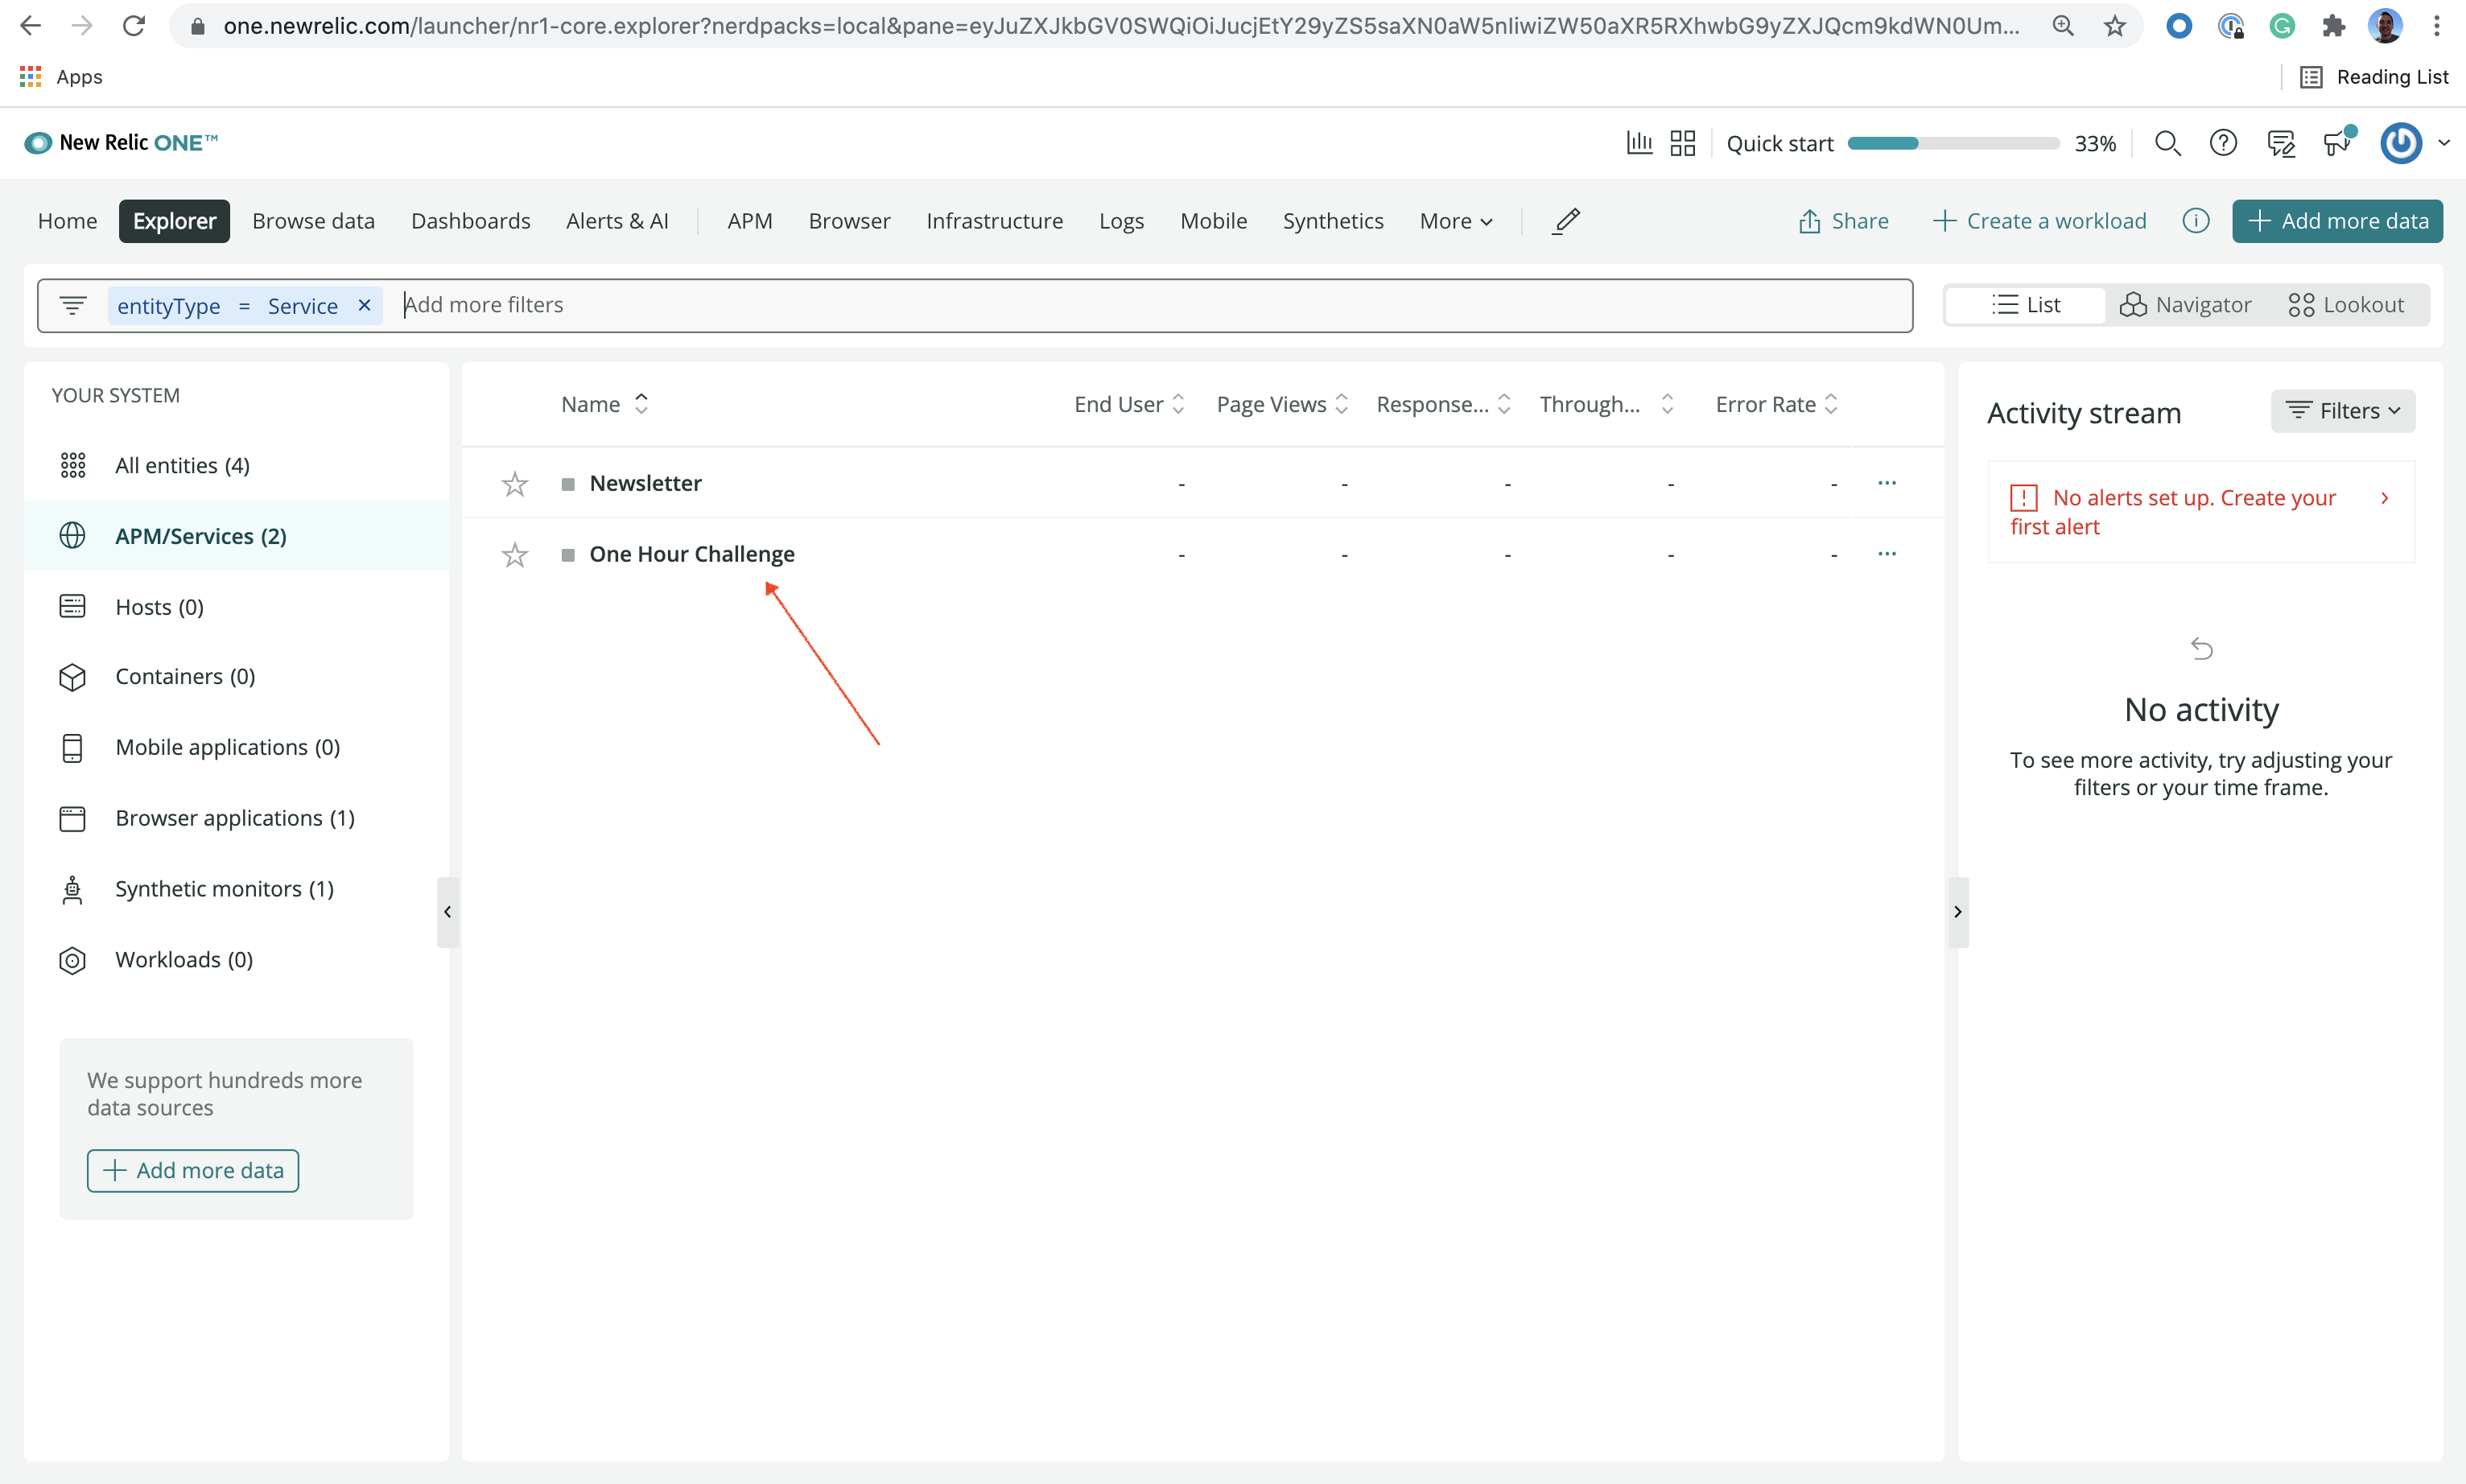 one.newrelic.com/launcher/nr1-core.explorer?nerdpacks=local&pane=eyJuZXJkbGV0SWQiOiJucjEtY29yZS5saXN0aW5nIiwiZW50aXR5RXhwbG9yZXJQcm9kdWN0Um...
Apps
Reading List
New Relic ONE™
Quick start 33%
Home Explorer Browse data Dashboards Alerts & AI APM Browser Infrastructure Logs Mobile Synthetics More
Share Create a workload Add more data
entityType = Service × Add more filters
List Navigator Lookout
YOUR SYSTEM
All entities (4)
APM/Services (2)
Hosts (0)
Containers (0)
Mobile applications (0)
Browser applications (1)
Synthetic monitors (1)
Workloads (0)
We support hundreds more
data sources
Add more data
Name End User Page Views Response... Through... Error Rate
Newsletter - - - - - ...
One Hour Challenge - - - - - ...
Activity stream Filters
No alerts set up. Create your
first alert
No activity
To see more activity, try adjusting your
filters or your time frame.